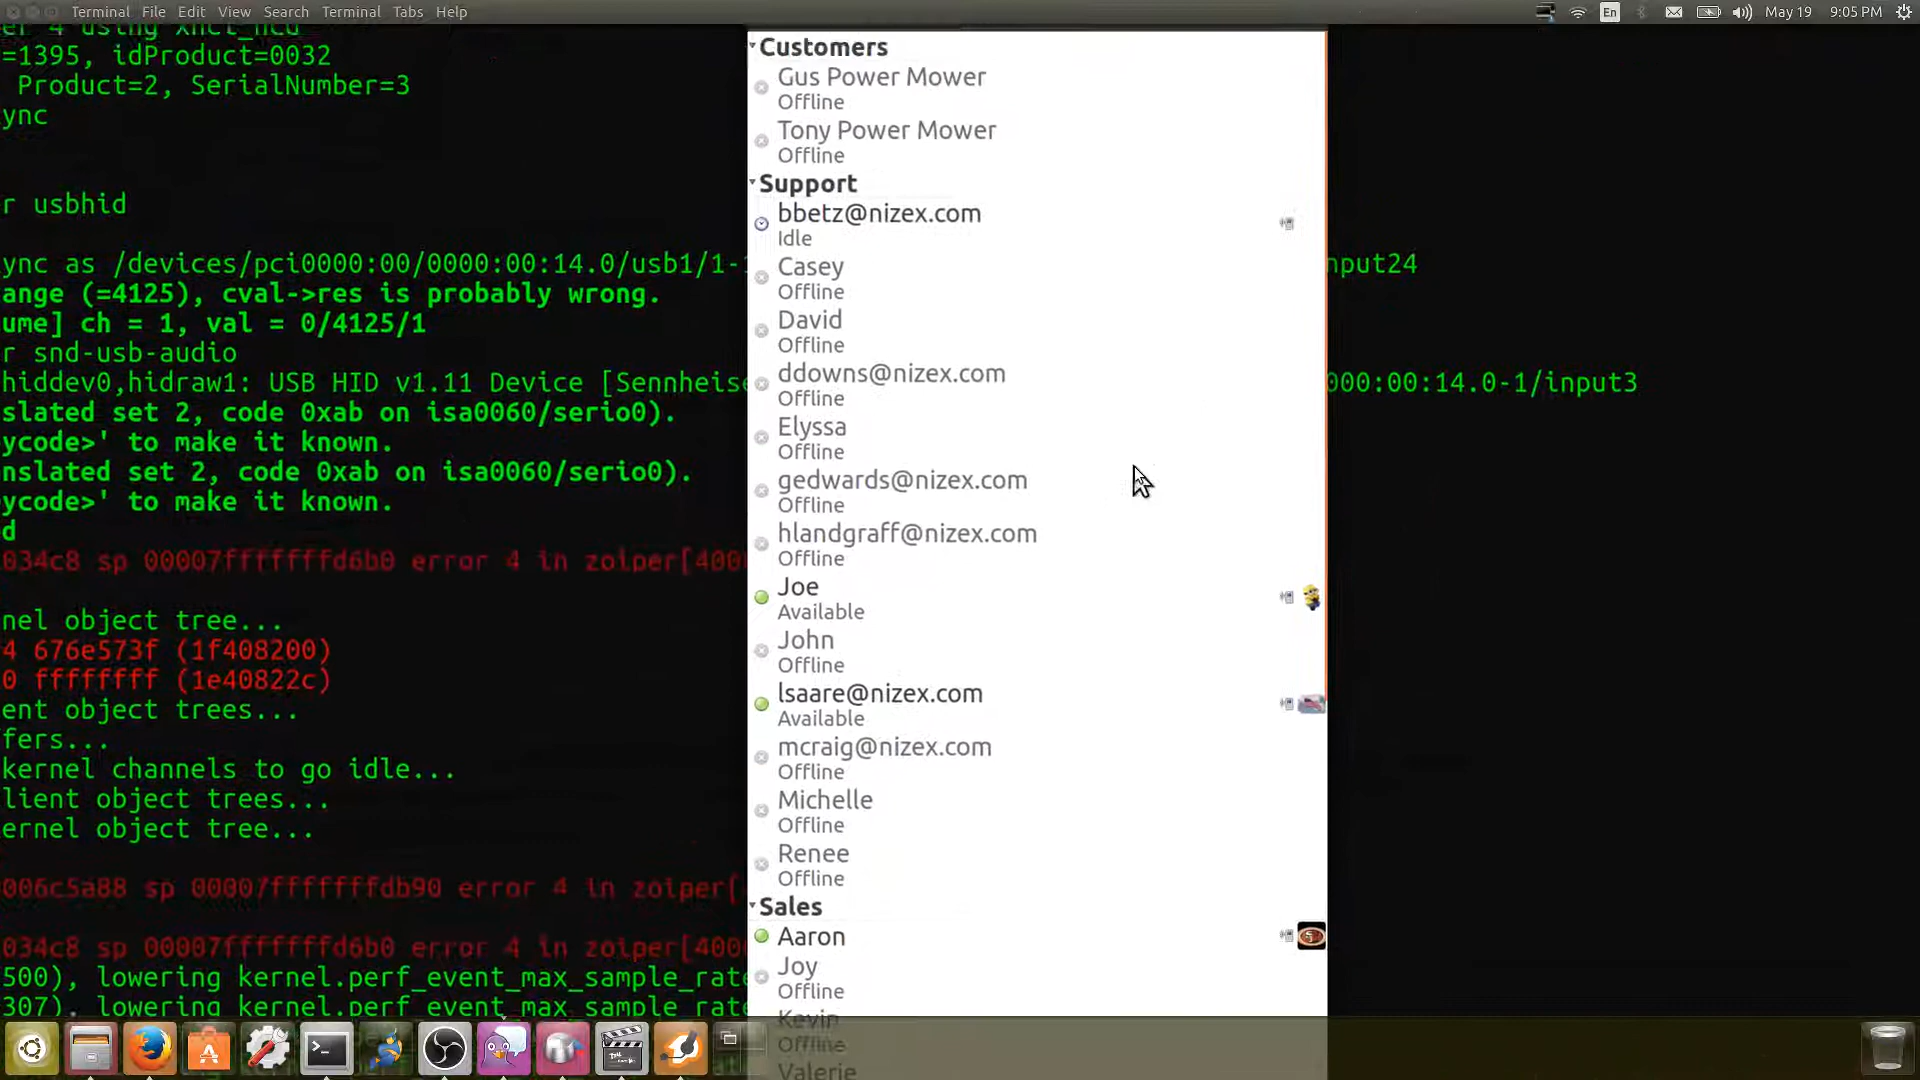 Terminal File Edit View Search Terminal Tabs Help
En May 19 9:05 PM
er 4 using xhci_hcd
=1395, idProduct=0032
Product=2, SerialNumber=3
ync
r usbhid
ync as /devices/pci0000:00/0000:00:14.0/usb1/1-
nput24
ange (=4125), cval->res is probably wrong.
ume] ch = 1, val = 0/4125/1
r snd-usb-audio
hiddev0,hidraw1: USB HID v1.11 Device [Sennheise
000:00:14.0-1/input3
slated set 2, code 0xab on isa0060/serio0).
ycode>' to make it known.
nslated set 2, code 0xab on isa0060/serio0).
ycode>' to make it known.
d
034c8 sp 00007fffffffd6b0 error 4 in zoiper[400
nel object tree...
4 676e573f (1f408200)
0 ffffffff (1e40822c)
ent object trees...
fers...
kernel channels to go idle...
lient object trees...
ernel object tree...
006c5a88 sp 00007fffffffdb90 error 4 in zoiper[
034c8 sp 00007fffffffd6b0 error 4 in zoiper[400
500), lowering kernel.perf_event_max_sample_rate
307), lowering kernel.perf_event_max_sample_rate
Customers
Gus Power Mower
Offline
Tony Power Mower
Offline
Support
bbetz@nizex.com
Idle
Casey
Offline
David
Offline
ddowns@nizex.com
Offline
Elyssa
Offline
gedwards@nizex.com
Offline
hlandgraff@nizex.com
Offline
Joe
Available
John
Offline
lsaare@nizex.com
Available
mcraig@nizex.com
Offline
Michelle
Offline
Renee
Offline
Sales
Aaron
Joy
Offline
Kevin
Offline
Valerie